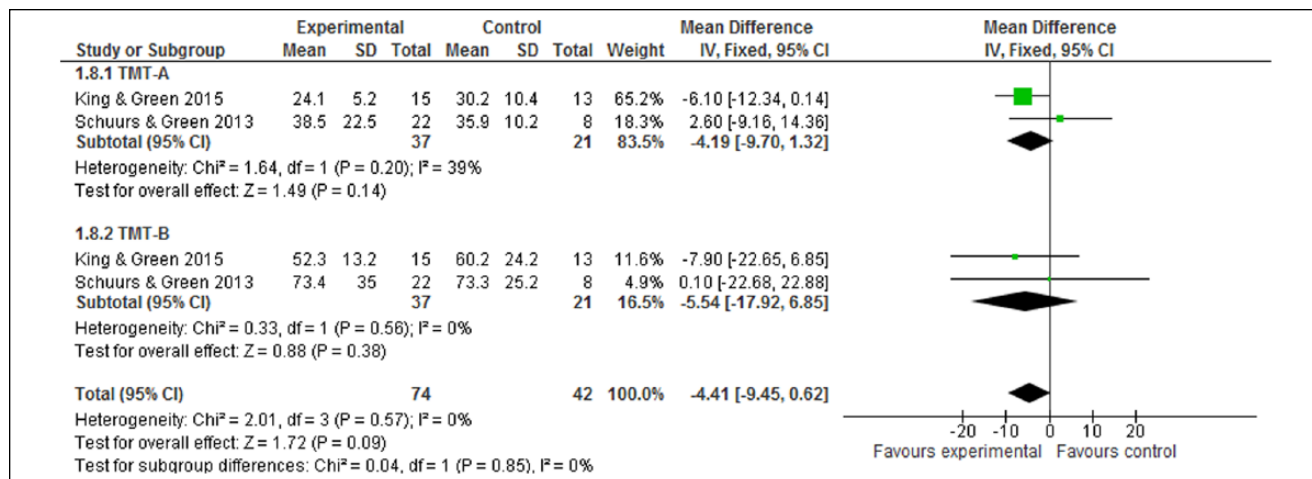 Experimental Control Mean Difference Mean Difference
Study or Subgroup Mean SD Total Mean SD Total Weight IV, Fixed, 95% CI IV, Fixed, 95% CI
1.8.1 TMT-A
King & Green 2015 24.1 5.2 15 30.2 10.4 13 65.2% -6.10 [-12.34, 0.14]
Schuurs & Green 2013 38.5 22.5 22 35.9 10.2 8 18.3% 2.60 [-9.16, 14.36]
Subtotal (95% CI) 37 21 83.5% -4.19 [-9.70, 1.32]
Heterogeneity: Chi² = 1.64, df = 1 (P = 0.20); I² = 39%
Test for overall effect: Z = 1.49 (P = 0.14)
1.8.2 TMT-B
King & Green 2015 52.3 13.2 15 60.2 24.2 13 11.6% -7.90 [-22.65, 6.85]
Schuurs & Green 2013 73.4 35 22 73.3 25.2 8 4.9% 0.10 [-22.68, 22.88]
Subtotal (95% CI) 37 21 16.5% -5.54 [-17.92, 6.85]
Heterogeneity: Chi² = 0.33, df = 1 (P = 0.56); I² = 0%
Test for overall effect: Z = 0.88 (P = 0.38)
Total (95% CI) 74 42 100.0% -4.41 [-9.45, 0.62]
Heterogeneity: Chi² = 2.01, df = 3 (P = 0.57); I² = 0%
Test for overall effect: Z = 1.72 (P = 0.09)
Test for subgroup differences: Chi² = 0.04, df = 1 (P = 0.85), I² = 0%
-20 -10 0 10 20
Favours experimental Favours control